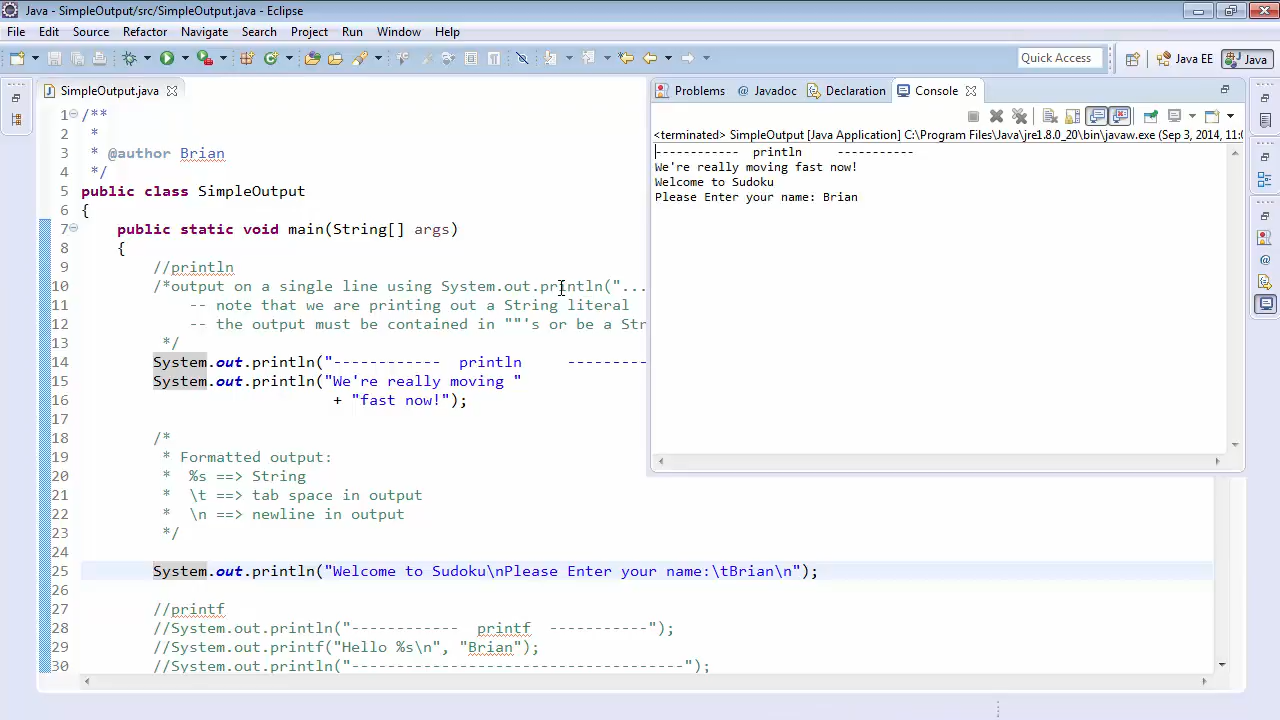 Java - SimpleOutput/src/SimpleOutput.java - Eclipse
File Edit Source Refactor Navigate Search Project Run Window Help
Quick Access Java EE Java
SimpleOutput.java
1 /**
2 *
3 * @author Brian
4 */
5 public class SimpleOutput
6 {
7 public static void main(String[] args)
8 {
9 //println
10 /*output on a single line using System.out.println("...
11 -- note that we are printing out a String literal
12 -- the output must be contained in ""'s or be a Str
13 */
14 System.out.println("------------  println     --------
15 System.out.println("We're really moving "
16 + "fast now!");
17
18 /*
19 * Formatted output:
20 *  %s ==> String
21 *  \t ==> tab space in output
22 *  \n ==> newline in output
23 */
24
25 System.out.println("Welcome to Sudoku\nPlease Enter your name:\tBrian\n");
26
27 //printf
28 //System.out.println("------------  printf  -----------");
29 //System.out.printf("Hello %s\n", "Brian");
30 //System.out.println("-------------------------------------");
Problems @ Javadoc Declaration Console
<terminated> SimpleOutput [Java Application] C:\Program Files\Java\jre1.8.0_20\bin\javaw.exe (Sep 3, 2014, 11:0
------------  println     -----------
We're really moving fast now!
Welcome to Sudoku
Please Enter your name: Brian